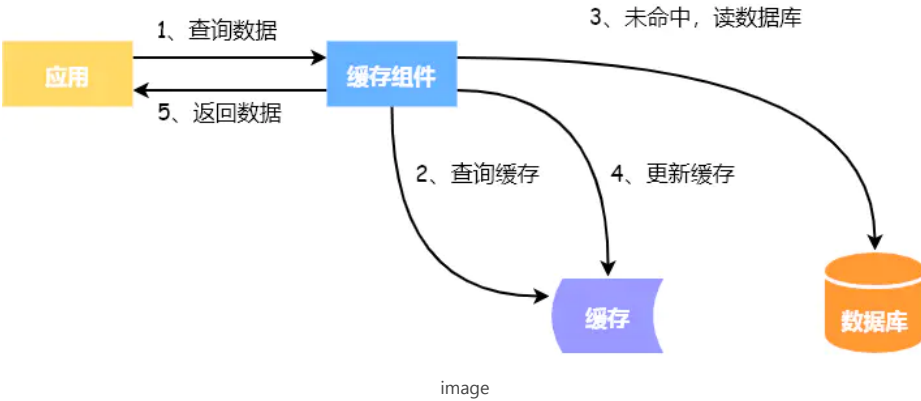 3、未命中，读数据库
1、查询数据
应用
缓存组件
5、返回数据
2、查询缓存
4、更新缓存
缓存
数据库
image